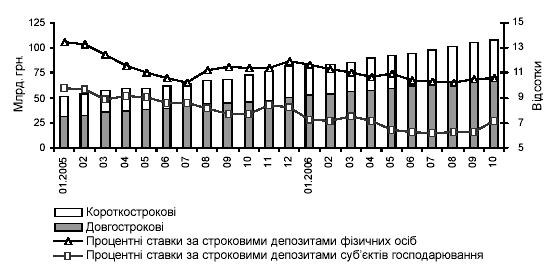 Млрд. грн.
125
100
75
50
25
0
15
13
11
9
7
5
Відсотки
01.2005 02 03 04 05 06 07 08 09 10 11 12 01.2006 02 03 04 05 06 07 08 09 10
Короткострокові
Довгострокові
Процентні ставки за строковими депозитами фізичних осіб
Процентні ставки за строковими депозитами суб'єктів господарювання